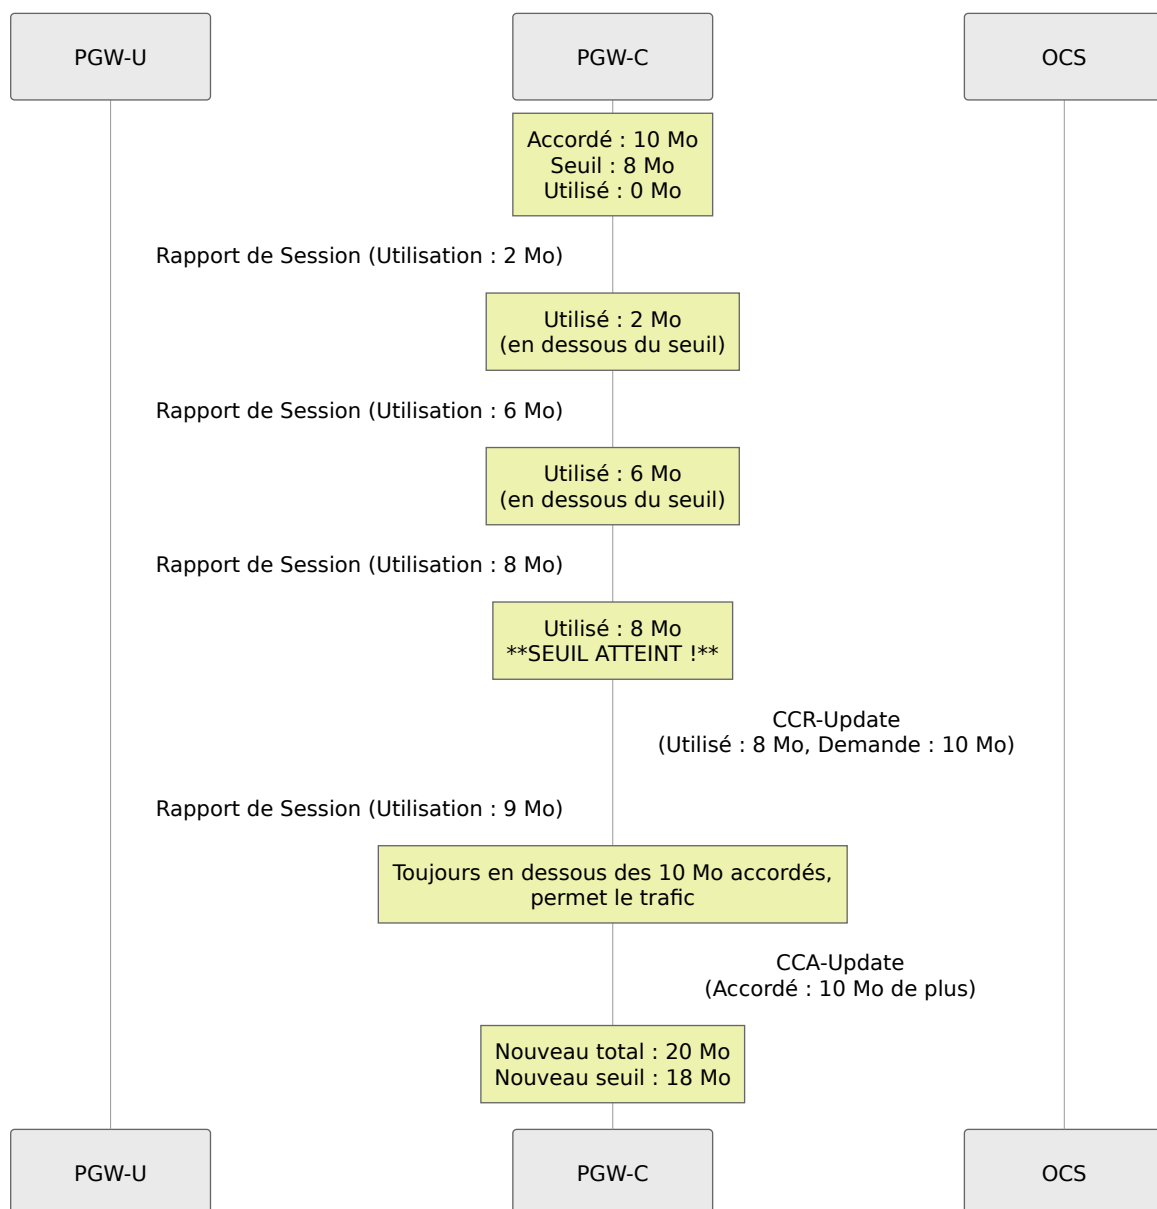 PGW-U
PGW-C
OCS
Accordé : 10 Mo
Seuil : 8 Mo
Utilisé : 0 Mo
Rapport de Session (Utilisation : 2 Mo)
Utilisé : 2 Mo
(en dessous du seuil)
Rapport de Session (Utilisation : 6 Mo)
Utilisé : 6 Mo
(en dessous du seuil)
Rapport de Session (Utilisation : 8 Mo)
Utilisé : 8 Mo
**SEUIL ATTEINT !**
CCR-Update
(Utilisé : 8 Mo, Demande : 10 Mo)
Rapport de Session (Utilisation : 9 Mo)
Toujours en dessous des 10 Mo accordés,
permet le trafic
CCA-Update
(Accordé : 10 Mo de plus)
Nouveau total : 20 Mo
Nouveau seuil : 18 Mo
PGW-U
PGW-C
OCS